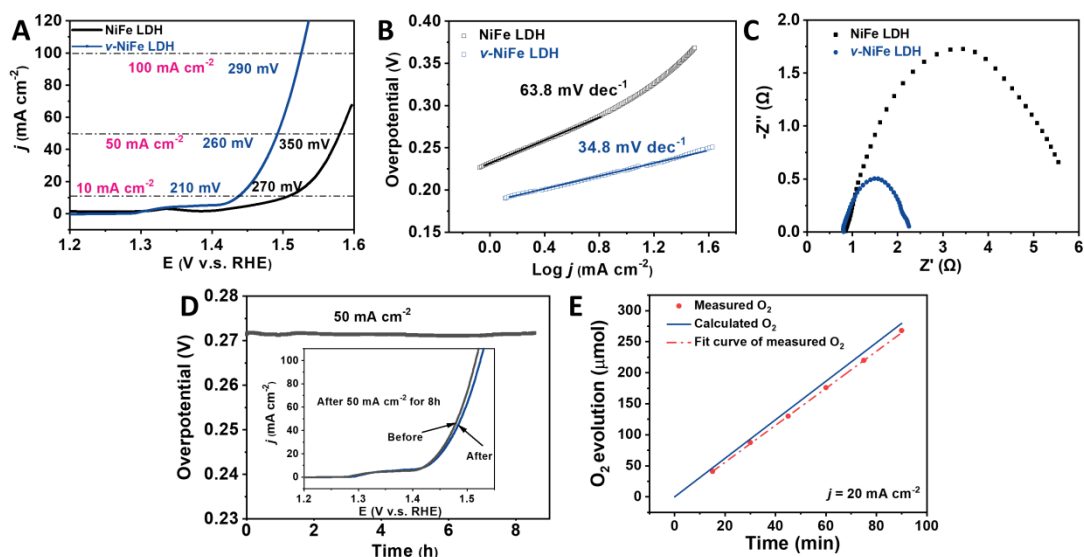 A
NiFe LDH
v-NiFe LDH
100 mA cm-2
290 mV
50 mA cm-2
260 mV
350 mV
10 mA cm-2
210 mV
270 mV
120
100
80
60
40
20
0
j (mA cm-2)
1.2 1.3 1.4 1.5 1.6
E (V v.s. RHE)
B
NiFe LDH
v-NiFe LDH
63.8 mV dec-1
34.8 mV dec-1
0.40
0.35
0.30
0.25
0.20
0.15
Overpotential (V)
0.0 0.4 0.8 1.2 1.6
Log j (mA cm-2)
C
NiFe LDH
v-NiFe LDH
2.0
1.5
1.0
0.5
0.0
-Z'' (Ω)
0 1 2 3 4 5 6
Z' (Ω)
D
50 mA cm-2
0.28
0.27
0.26
0.25
0.24
0.23
Overpotential (V)
0 2 4 6 8
Time (h)
After 50 mA cm-2 for 8h
Before
After
100
80
60
40
20
0
j (mA cm-2)
1.2 1.3 1.4 1.5
E (V v.s. RHE)
E
Measured O2
Calculated O2
Fit curve of measured O2
300
250
200
150
100
50
0
O2 evolution (μmol)
j = 20 mA cm-2
0 20 40 60 80 100
Time (min)